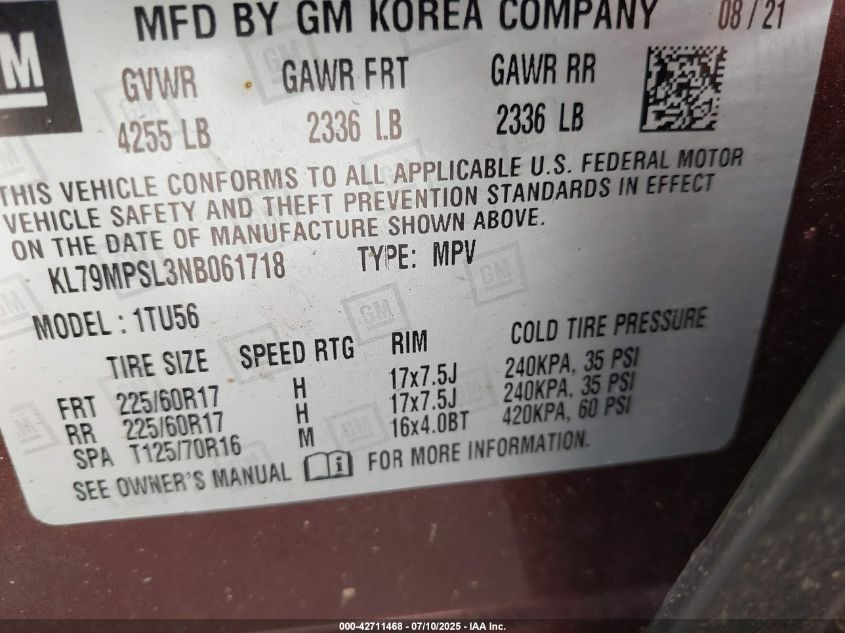 MFD BY GM KOREA COMPANY 08/21
GM
GVWR GAWR FRT GAWR RR
4255 LB 2336 LB 2336 LB
THIS VEHICLE CONFORMS TO ALL APPLICABLE U.S. FEDERAL MOTOR
VEHICLE SAFETY AND THEFT PREVENTION STANDARDS IN EFFECT
ON THE DATE OF MANUFACTURE SHOWN ABOVE.
KL79MPSL3NB061718 TYPE: MPV
MODEL: 1TU56
TIRE SIZE SPEED RTG RIM COLD TIRE PRESSURE
FRT 225/60R17 H 17x7.5J 240KPA, 35 PSI
RR 225/60R17 H 17x7.5J 240KPA, 35 PSI
SPA T125/70R16 M 16x4.0BT 420KPA, 60 PSI
SEE OWNER'S MANUAL FOR MORE INFORMATION.
000-42711468 - 07/10/2025 - IAA Inc.